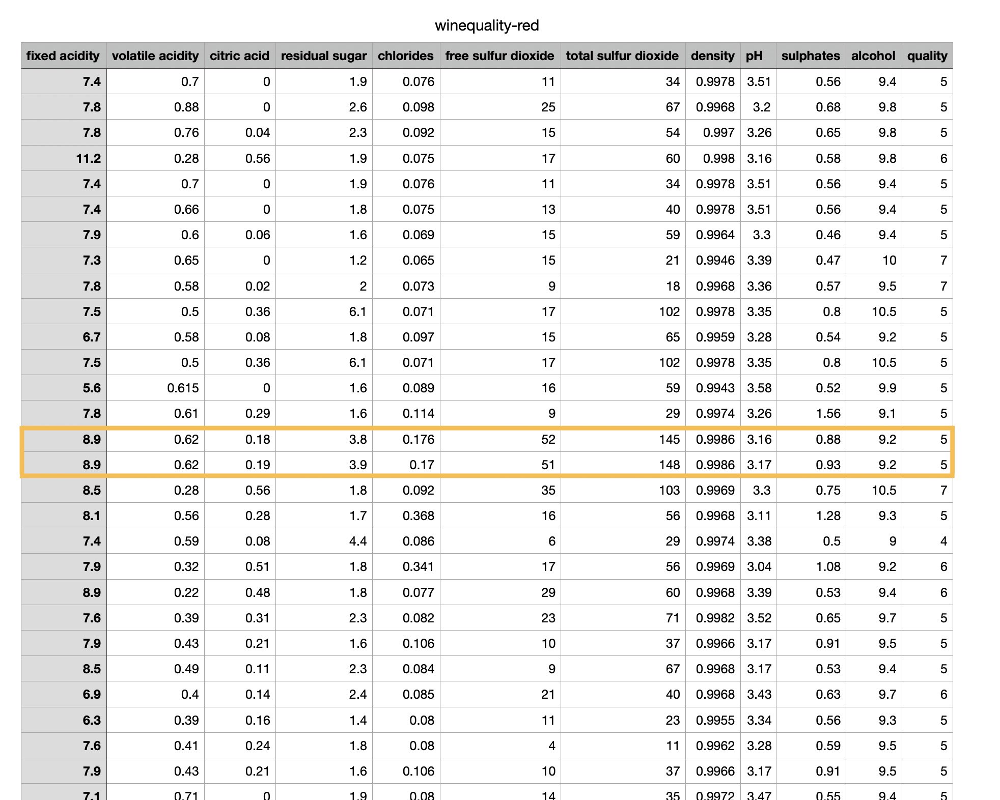 winequality-red
fixed acidity volatile acidity citric acid residual sugar chlorides free sulfur dioxide total sulfur dioxide density pH sulphates alcohol quality
7.4 0.7 0 1.9 0.076 11 34 0.9978 3.51 0.56 9.4 5
7.8 0.88 0 2.6 0.098 25 67 0.9968 3.2 0.68 9.8 5
7.8 0.76 0.04 2.3 0.092 15 54 0.997 3.26 0.65 9.8 5
11.2 0.28 0.56 1.9 0.075 17 60 0.998 3.16 0.58 9.8 6
7.4 0.7 0 1.9 0.076 11 34 0.9978 3.51 0.56 9.4 5
7.4 0.66 0 1.8 0.075 13 40 0.9978 3.51 0.56 9.4 5
7.9 0.6 0.06 1.6 0.069 15 59 0.9964 3.3 0.46 9.4 5
7.3 0.65 0 1.2 0.065 15 21 0.9946 3.39 0.47 10 7
7.8 0.58 0.02 2 0.073 9 18 0.9968 3.36 0.57 9.5 7
7.5 0.5 0.36 6.1 0.071 17 102 0.9978 3.35 0.8 10.5 5
6.7 0.58 0.08 1.8 0.097 15 65 0.9959 3.28 0.54 9.2 5
7.5 0.5 0.36 6.1 0.071 17 102 0.9978 3.35 0.8 10.5 5
5.6 0.615 0 1.6 0.089 16 59 0.9943 3.58 0.52 9.9 5
7.8 0.61 0.29 1.6 0.114 9 29 0.9974 3.26 1.56 9.1 5
8.9 0.62 0.18 3.8 0.176 52 145 0.9986 3.16 0.88 9.2 5
8.9 0.62 0.19 3.9 0.17 51 148 0.9986 3.17 0.93 9.2 5
8.5 0.28 0.56 1.8 0.092 35 103 0.9969 3.3 0.75 10.5 7
8.1 0.56 0.28 1.7 0.368 16 56 0.9968 3.11 1.28 9.3 5
7.4 0.59 0.08 4.4 0.086 6 29 0.9974 3.38 0.5 9 4
7.9 0.32 0.51 1.8 0.341 17 56 0.9969 3.04 1.08 9.2 6
8.9 0.22 0.48 1.8 0.077 29 60 0.9968 3.39 0.53 9.4 6
7.6 0.39 0.31 2.3 0.082 23 71 0.9982 3.52 0.65 9.7 5
7.9 0.43 0.21 1.6 0.106 10 37 0.9966 3.17 0.91 9.5 5
8.5 0.49 0.11 2.3 0.084 9 67 0.9968 3.17 0.53 9.4 5
6.9 0.4 0.14 2.4 0.085 21 40 0.9968 3.43 0.63 9.7 6
6.3 0.39 0.16 1.4 0.08 11 23 0.9955 3.34 0.56 9.3 5
7.6 0.41 0.24 1.8 0.08 4 11 0.9962 3.28 0.59 9.5 5
7.9 0.43 0.21 1.6 0.106 10 37 0.9966 3.17 0.91 9.5 5
7.1 0.71 0 1.9 0.08 14 35 0.9972 3.47 0.55 9.4 5